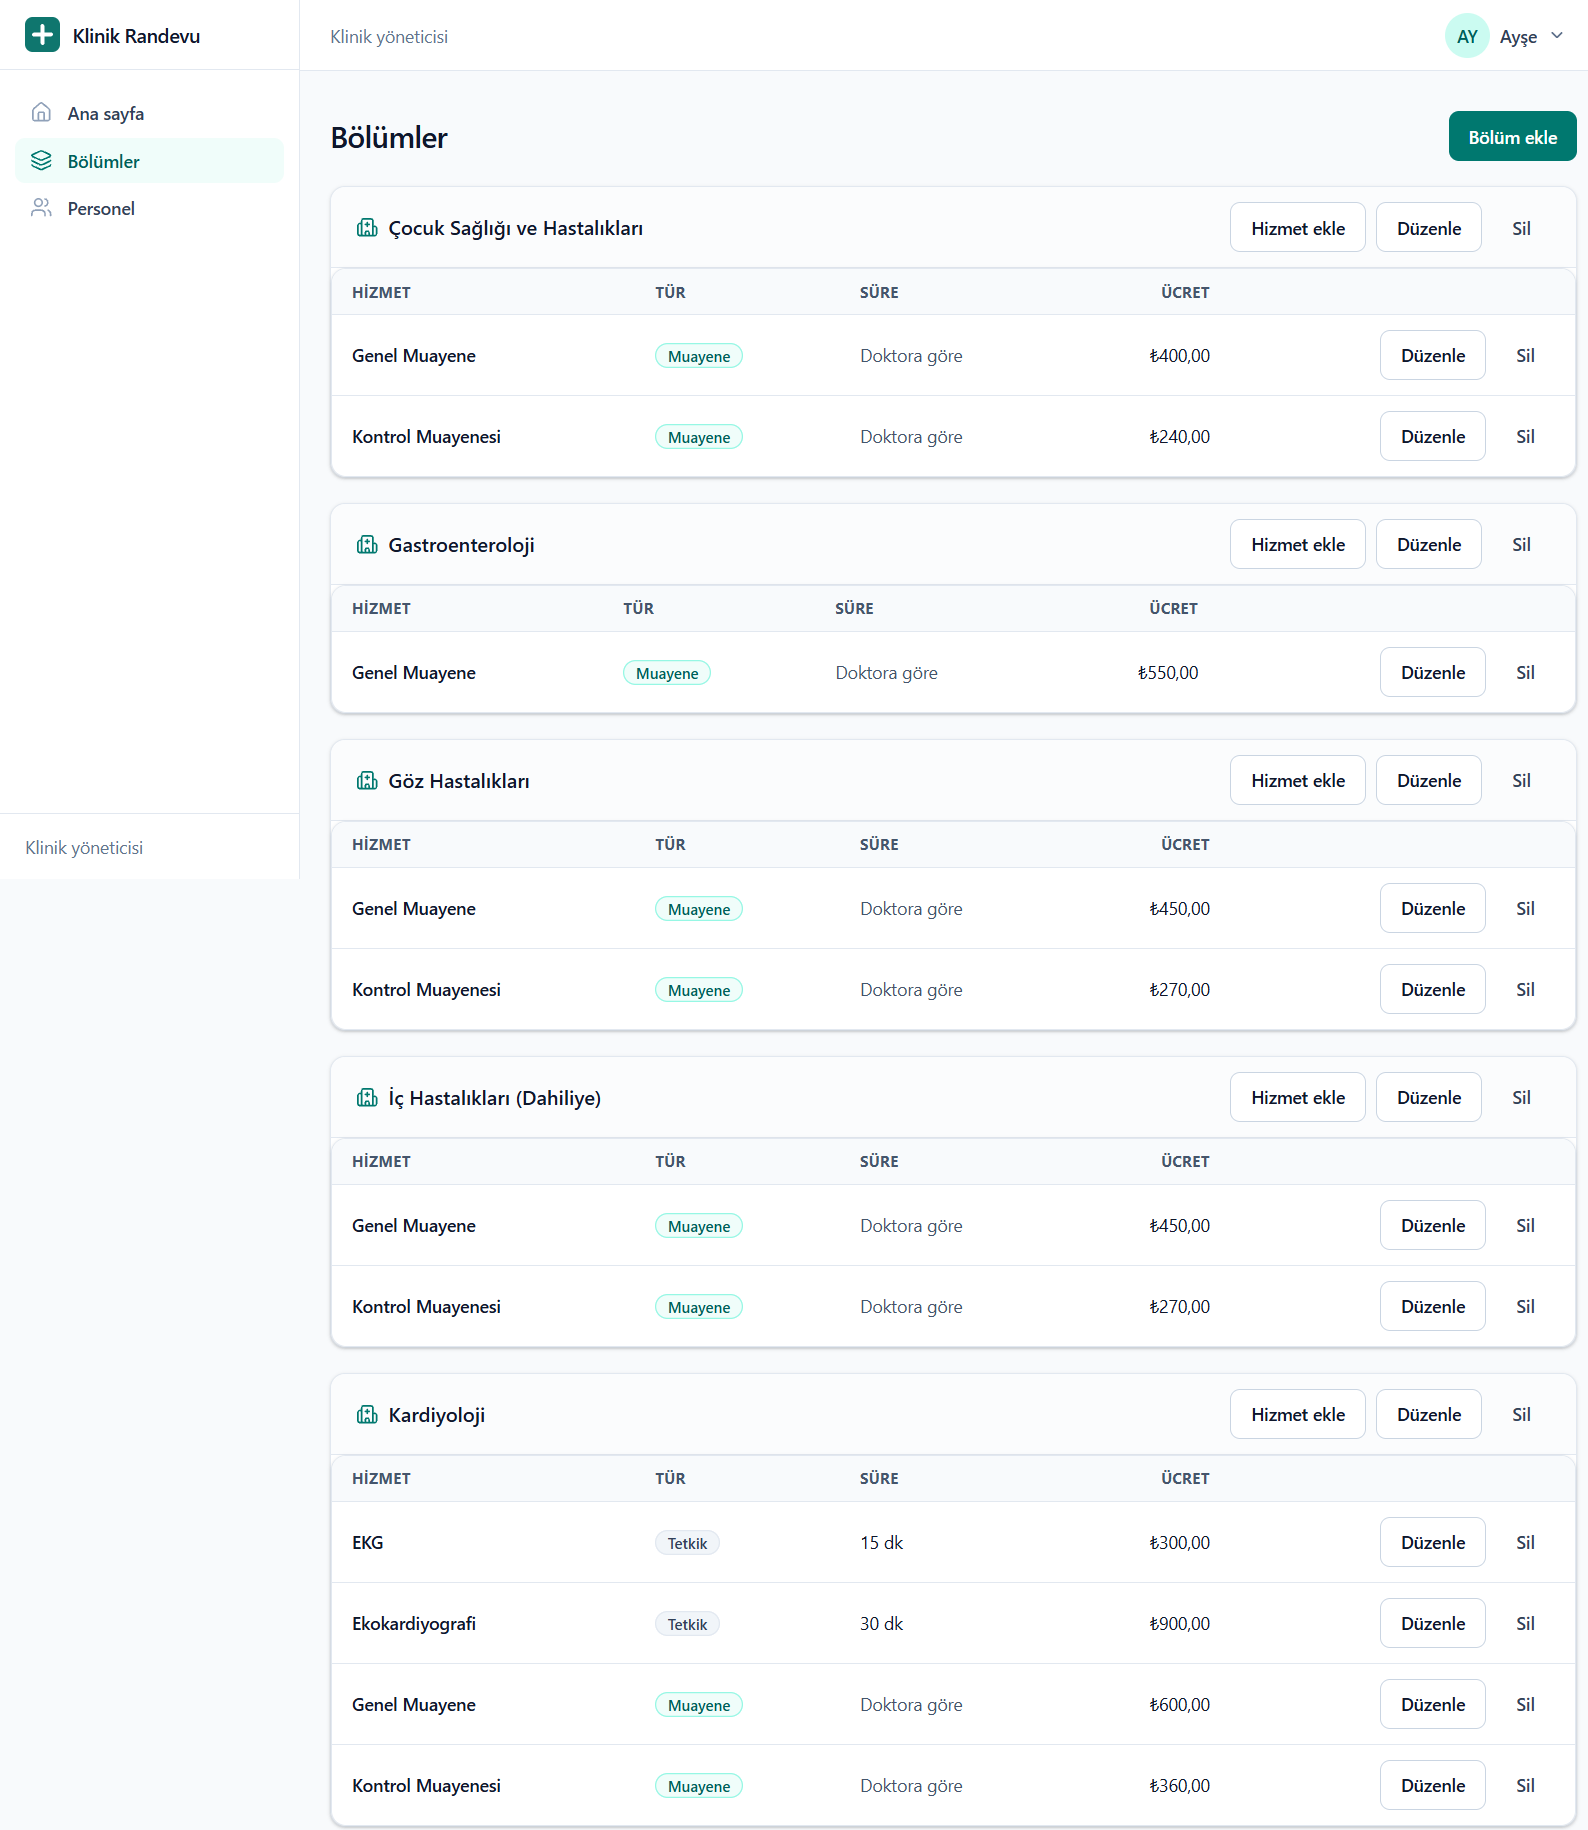 Klinik Randevu
Klinik yöneticisi
AY Ayşe
Ana sayfa
Bölümler
Personel
Klinik yöneticisi
Bölümler
Bölüm ekle
Çocuk Sağlığı ve Hastalıkları Hizmet ekle Düzenle Sil
HİZMET TÜR SÜRE ÜCRET
Genel Muayene Muayene Doktora göre ₺400,00 Düzenle Sil
Kontrol Muayenesi Muayene Doktora göre ₺240,00 Düzenle Sil
Gastroenteroloji Hizmet ekle Düzenle Sil
HİZMET TÜR SÜRE ÜCRET
Genel Muayene Muayene Doktora göre ₺550,00 Düzenle Sil
Göz Hastalıkları Hizmet ekle Düzenle Sil
HİZMET TÜR SÜRE ÜCRET
Genel Muayene Muayene Doktora göre ₺450,00 Düzenle Sil
Kontrol Muayenesi Muayene Doktora göre ₺270,00 Düzenle Sil
İç Hastalıkları (Dahiliye) Hizmet ekle Düzenle Sil
HİZMET TÜR SÜRE ÜCRET
Genel Muayene Muayene Doktora göre ₺450,00 Düzenle Sil
Kontrol Muayenesi Muayene Doktora göre ₺270,00 Düzenle Sil
Kardiyoloji Hizmet ekle Düzenle Sil
HİZMET TÜR SÜRE ÜCRET
EKG Tetkik 15 dk ₺300,00 Düzenle Sil
Ekokardiyografi Tetkik 30 dk ₺900,00 Düzenle Sil
Genel Muayene Muayene Doktora göre ₺600,00 Düzenle Sil
Kontrol Muayenesi Muayene Doktora göre ₺360,00 Düzenle Sil